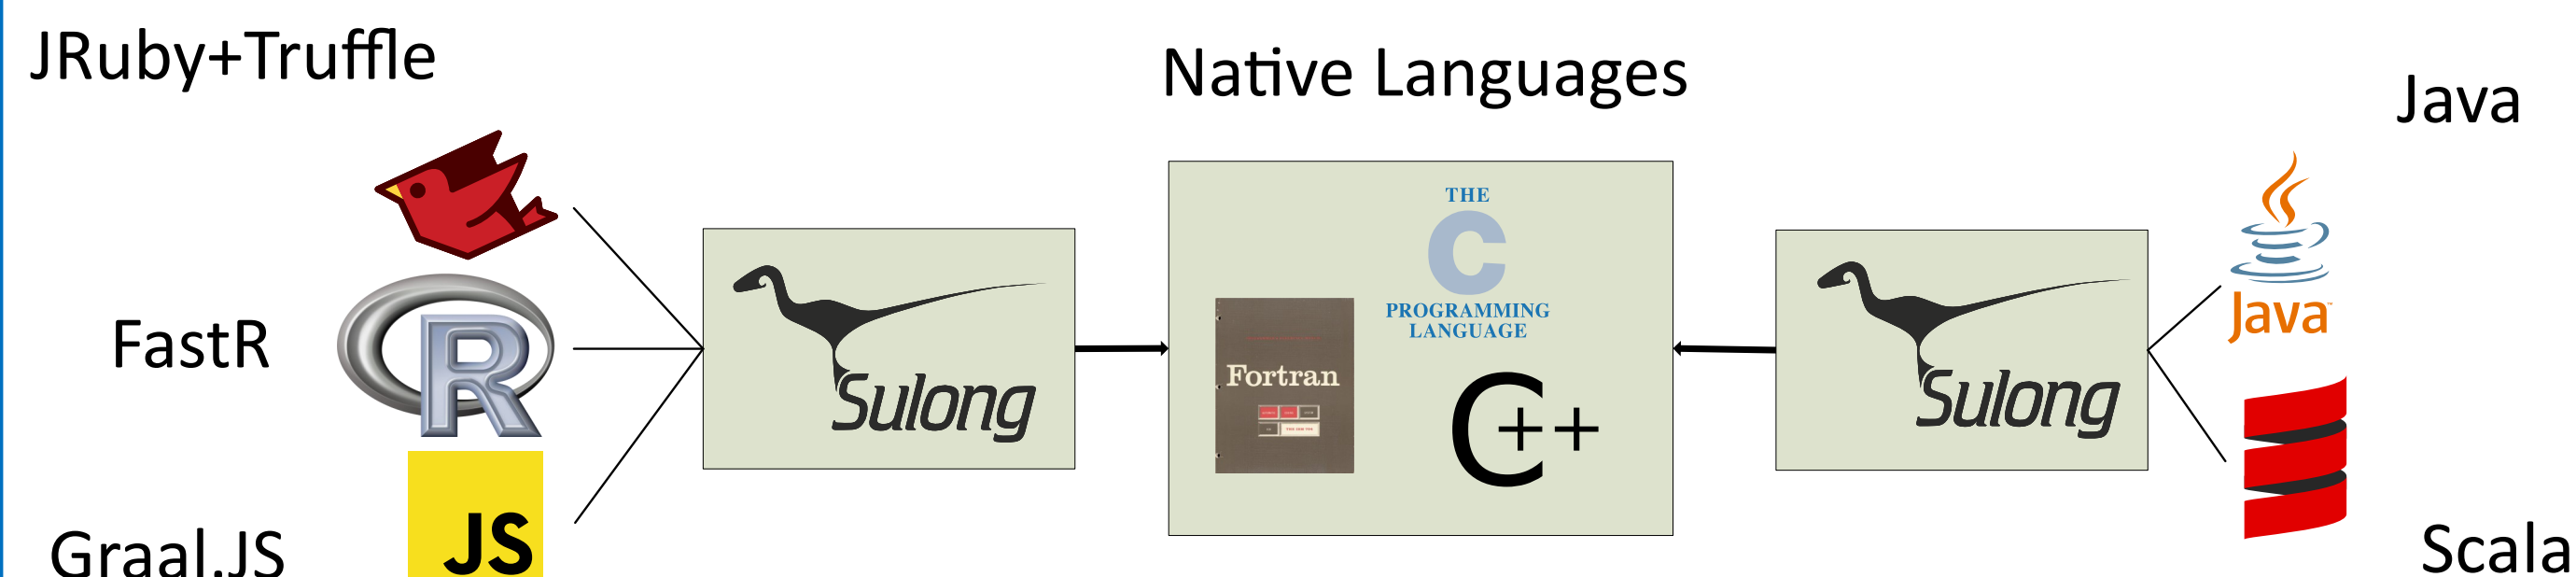 JRuby+Truffle
Native Languages
Java
THE
C
PROGRAMMING
LANGUAGE
Fortran
C++
Sulong
Sulong
Java
FastR
R
JS
Graal.JS
Scala